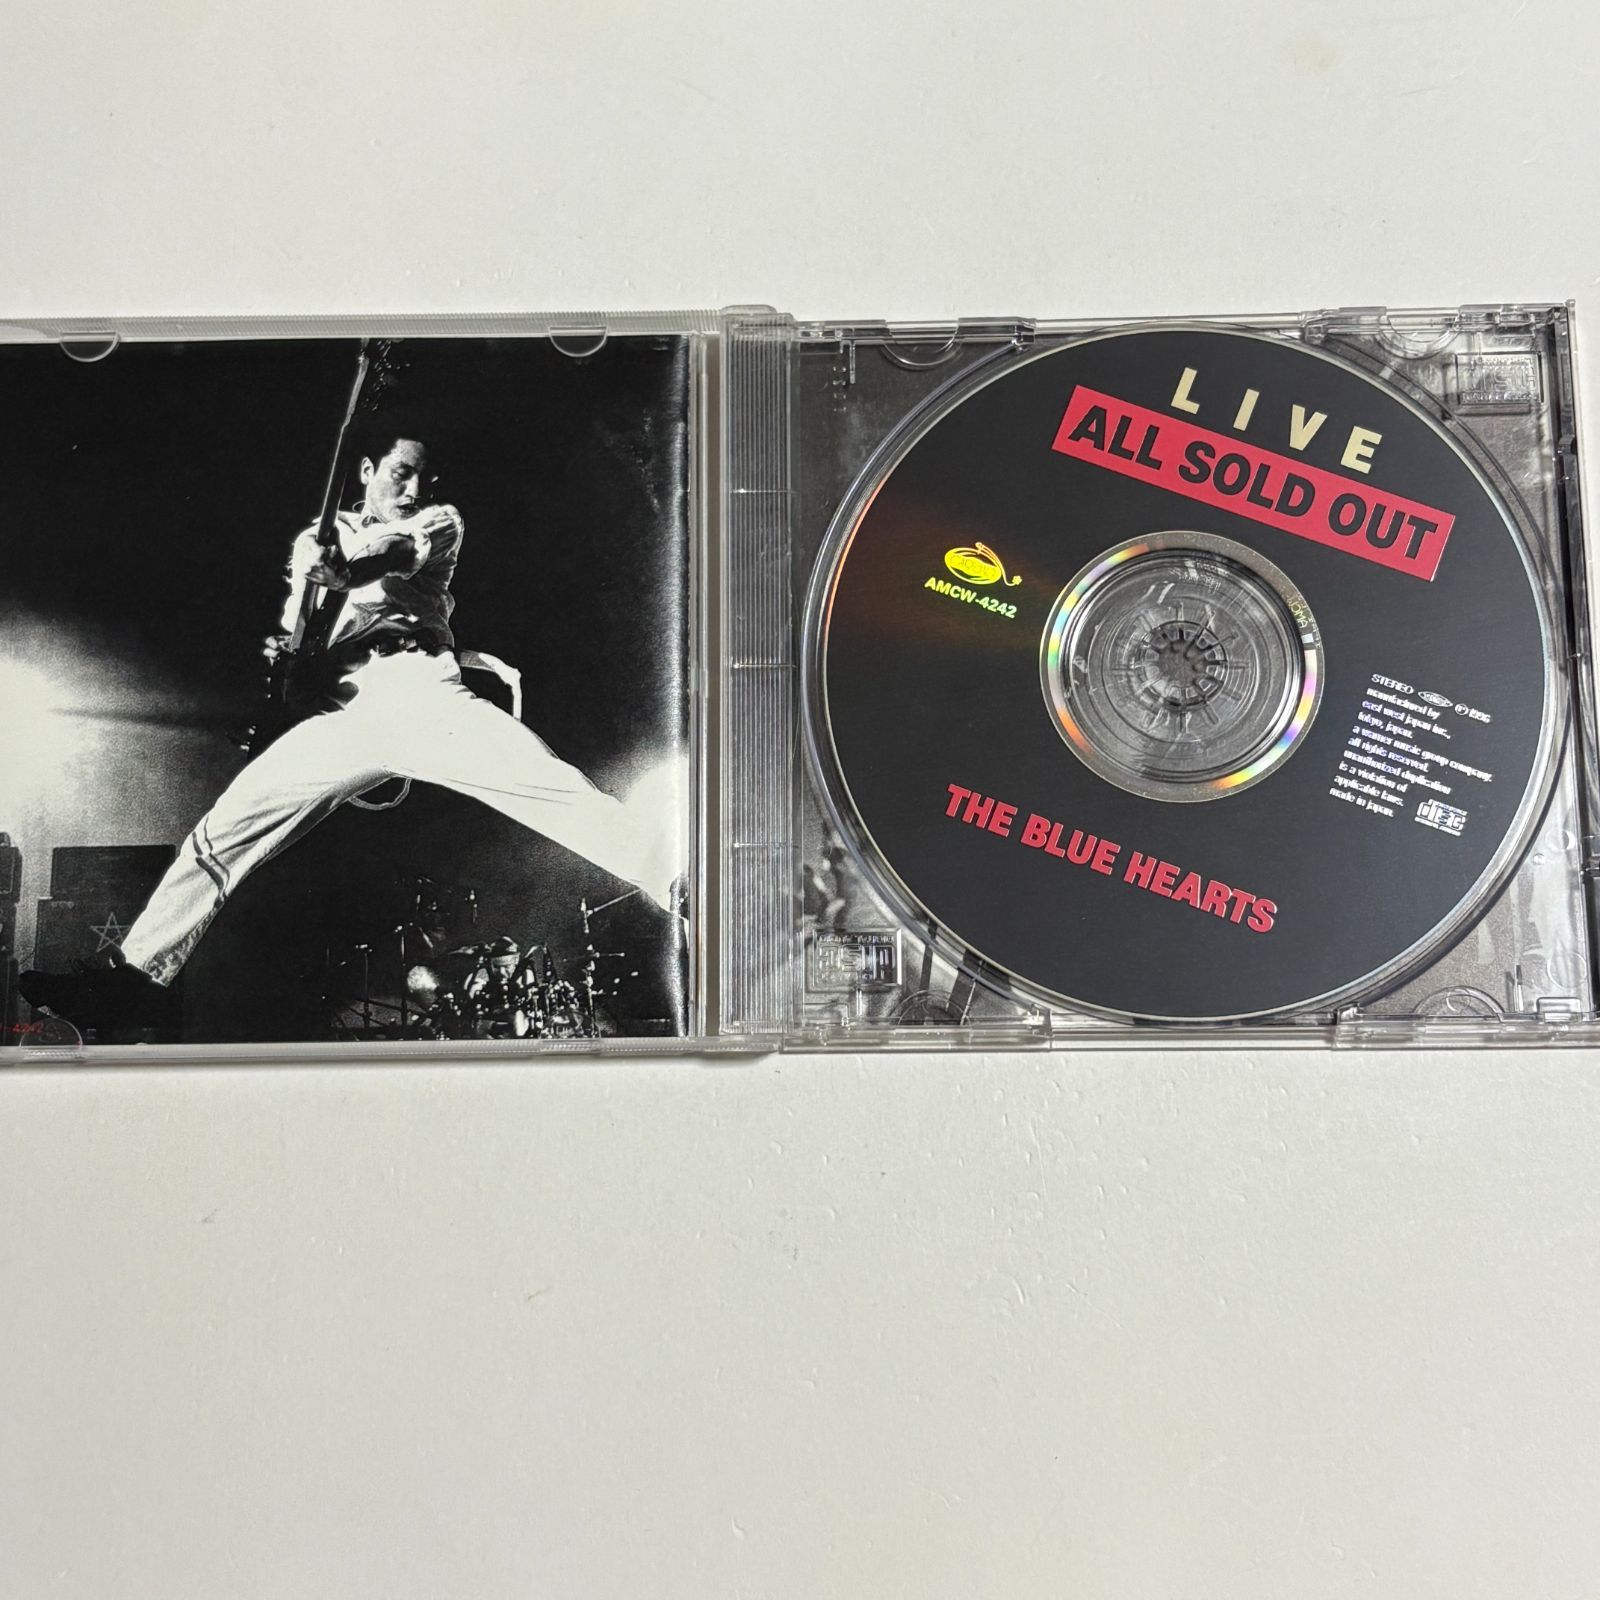 LIVE
ALL SOLD OUT
AMCW-4242
STEREO
℗ © 1996
manufactured by
east west japan inc.,
tokyo, japan.
a warner music group company.
all rights reserved.
unauthorized duplication
is a violation of
applicable laws.
made in japan.
THE BLUE HEARTS
-4242